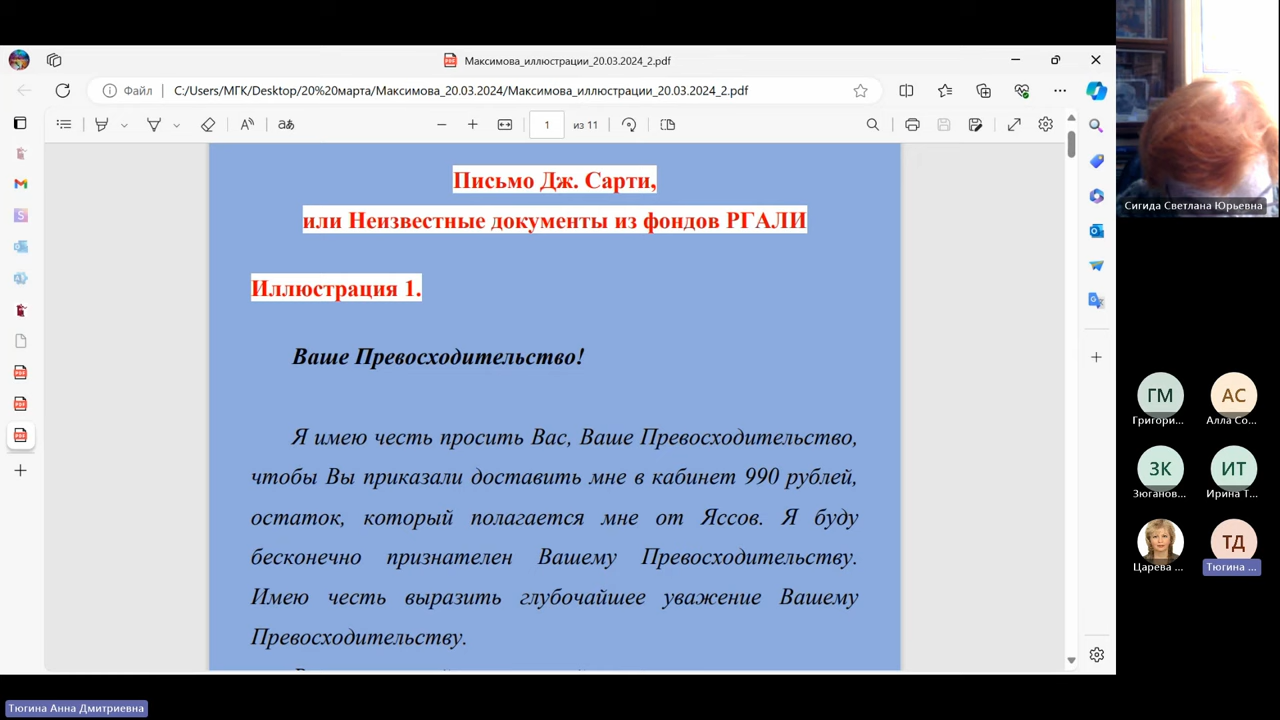 Максимова_иллюстрации_20.03.2024_2.pdf
Файл
C:/Users/МГК/Desktop/20%20марта/Максимова_20.03.2024/Максимова_иллюстрации_20.03.2024_2.pdf
1 из 11
Письмо Дж. Сарти,
или Неизвестные документы из фондов РГАЛИ
Иллюстрация 1.
Ваше Превосходительство!
Я имею честь просить Вас, Ваше Превосходительство,
чтобы Вы приказали доставить мне в кабинет 990 рублей,
остаток, который полагается мне от Яссов. Я буду
бесконечно признателен Вашему Превосходительству.
Имею честь выразить глубочайшее уважение Вашему
Превосходительству.
Сигида Светлана Юрьевна
ГМ
АС
Григори...
Алла Со...
ЗК
ИТ
Зюганов...
Ирина Т...
ТД
Царева ...
Тюгина ...
Тюгина Анна Дмитриевна